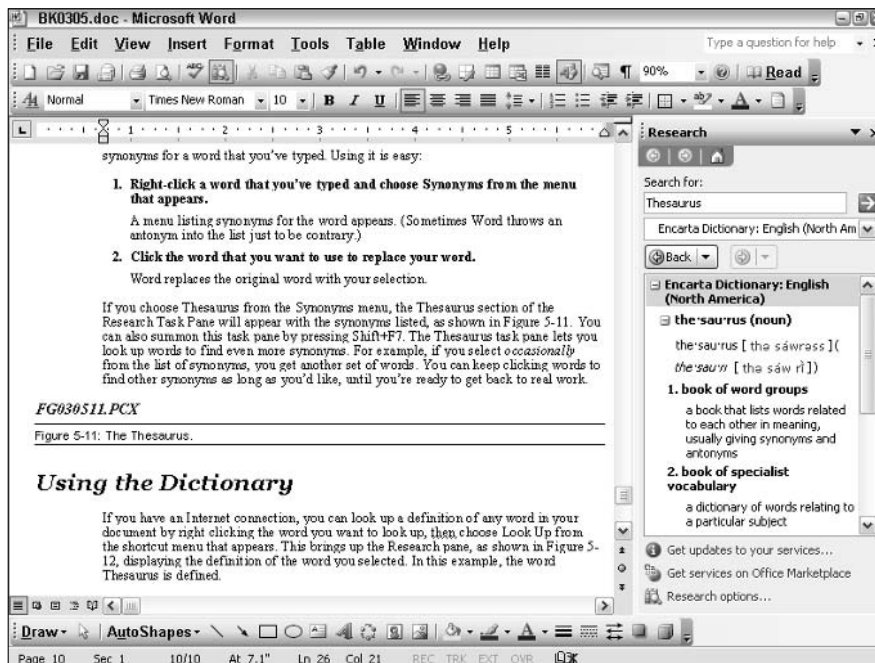 BK0305.doc - Microsoft Word
File Edit View Insert Format Tools Table Window Help
Type a question for help
90%
Read
Normal
Times New Roman
10
B I U
1 2 3 4 5
synonyms for a word that you've typed. Using it is easy:
1. Right-click a word that you've typed and choose Synonyms from the menu
that appears.
A menu listing synonyms for the word appears. (Sometimes Word throws an
antonym into the list just to be contrary.)
2. Click the word that you want to use to replace your word.
Word replaces the original word with your selection.
If you choose Thesaurus from the Synonyms menu, the Thesaurus section of the
Research Task Pane will appear with the synonyms listed, as shown in Figure 5-11. You
can also summon this task pane by pressing Shift+F7. The Thesaurus task pane lets you
look up words to find even more synonyms. For example, if you select occasionally
from the list of synonyms, you get another set of words. You can keep clicking words to
find other synonyms as long as you'd like, until you're ready to get back to real work.
FG030511.PCX
Figure 5-11: The Thesaurus.
Using the Dictionary
If you have an Internet connection, you can look up a definition of any word in your
document by right clicking the word you want to look up, then choose Look Up from
the shortcut menu that appears. This brings up the Research pane, as shown in Figure 5-
12, displaying the definition of the word you selected. In this example, the word
Thesaurus is defined.
Research
Search for:
Thesaurus
Encarta Dictionary: English (North Am
Back
Encarta Dictionary: English
(North America)
the·sau·rus (noun)
the·sau·rus [ thə sáwrəss ](
the·sau·ri [ thə sáw rì ])
1. book of word groups
a book that lists words related
to each other in meaning,
usually giving synonyms and
antonyms
2. book of specialist
vocabulary
a dictionary of words relating to
a particular subject
Get updates to your services...
Get services on Office Marketplace
Research options...
Draw AutoShapes
Page 10 Sec 1 10/10 At 7.1" Ln 26 Col 21 REC TRK EXT OVR